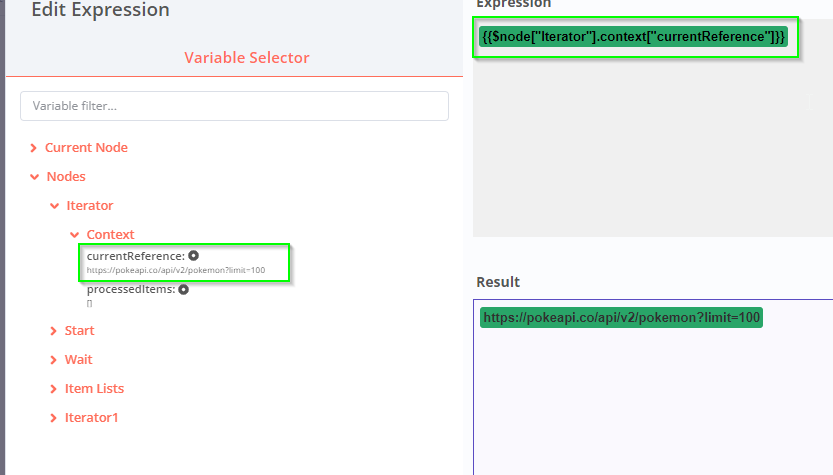 Edit Expression
Variable Selector
Variable filter...
Current Node
Nodes
Iterator
Context
currentReference:
https://pokeapi.co/api/v2/pokemon?limit=100
processedItems:
[]
Start
Wait
Item Lists
Iterator1
Expression
{{$node["Iterator"].context["currentReference"]}}
Result
https://pokeapi.co/api/v2/pokemon?limit=100